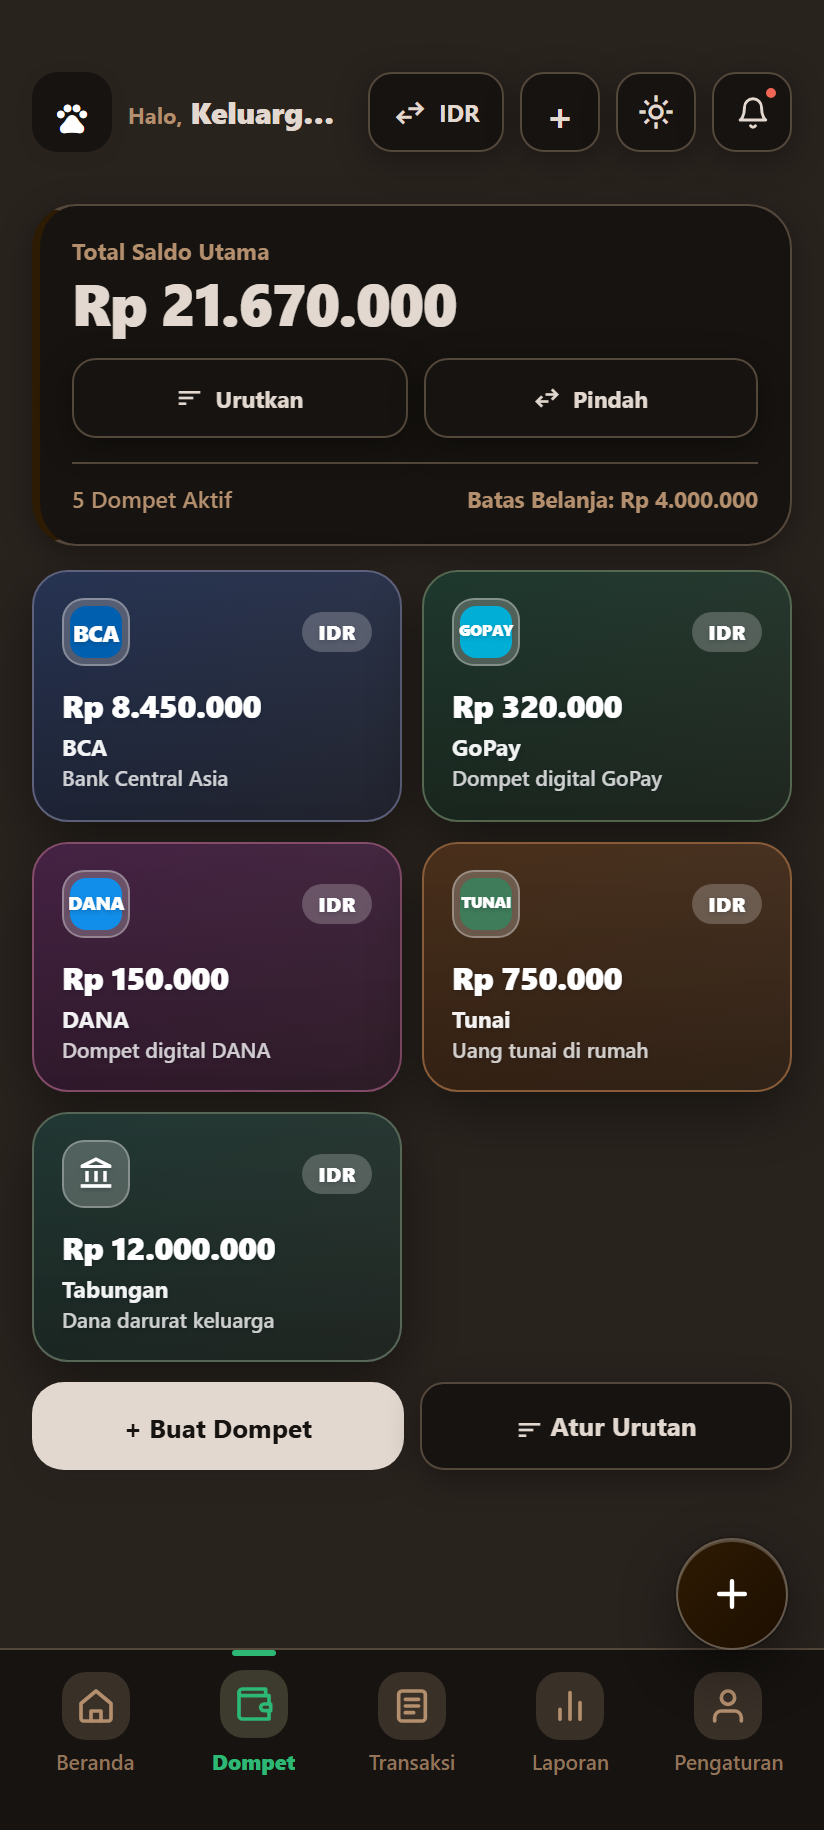 Halo, Keluarg...
IDR
Total Saldo Utama
Rp 21.670.000
Urutkan
Pindah
5 Dompet Aktif
Batas Belanja: Rp 4.000.000
BCA
IDR
Rp 8.450.000
BCA
Bank Central Asia
GOPAY
IDR
Rp 320.000
GoPay
Dompet digital GoPay
DANA
IDR
Rp 150.000
DANA
Dompet digital DANA
TUNAI
IDR
Rp 750.000
Tunai
Uang tunai di rumah
IDR
Rp 12.000.000
Tabungan
Dana darurat keluarga
+ Buat Dompet
Atur Urutan
Beranda
Dompet
Transaksi
Laporan
Pengaturan